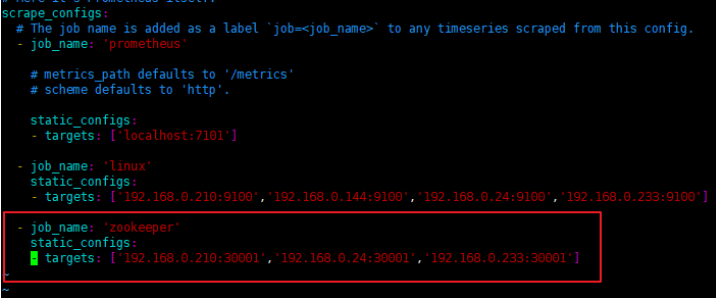 # Here it's Prometheus itself.
scrape_configs:
# The job name is added as a label `job=<job_name>` to any timeseries scraped from this config.
- job_name: 'prometheus'
# metrics_path defaults to '/metrics'
# scheme defaults to 'http'.
static_configs:
- targets: ['localhost:7101']
- job_name: 'linux'
static_configs:
- targets: ['192.168.0.210:9100','192.168.0.144:9100','192.168.0.24:9100','192.168.0.233:9100']
- job_name: 'zookeeper'
static_configs:
- targets: ['192.168.0.210:30001','192.168.0.24:30001','192.168.0.233:30001']
~
~